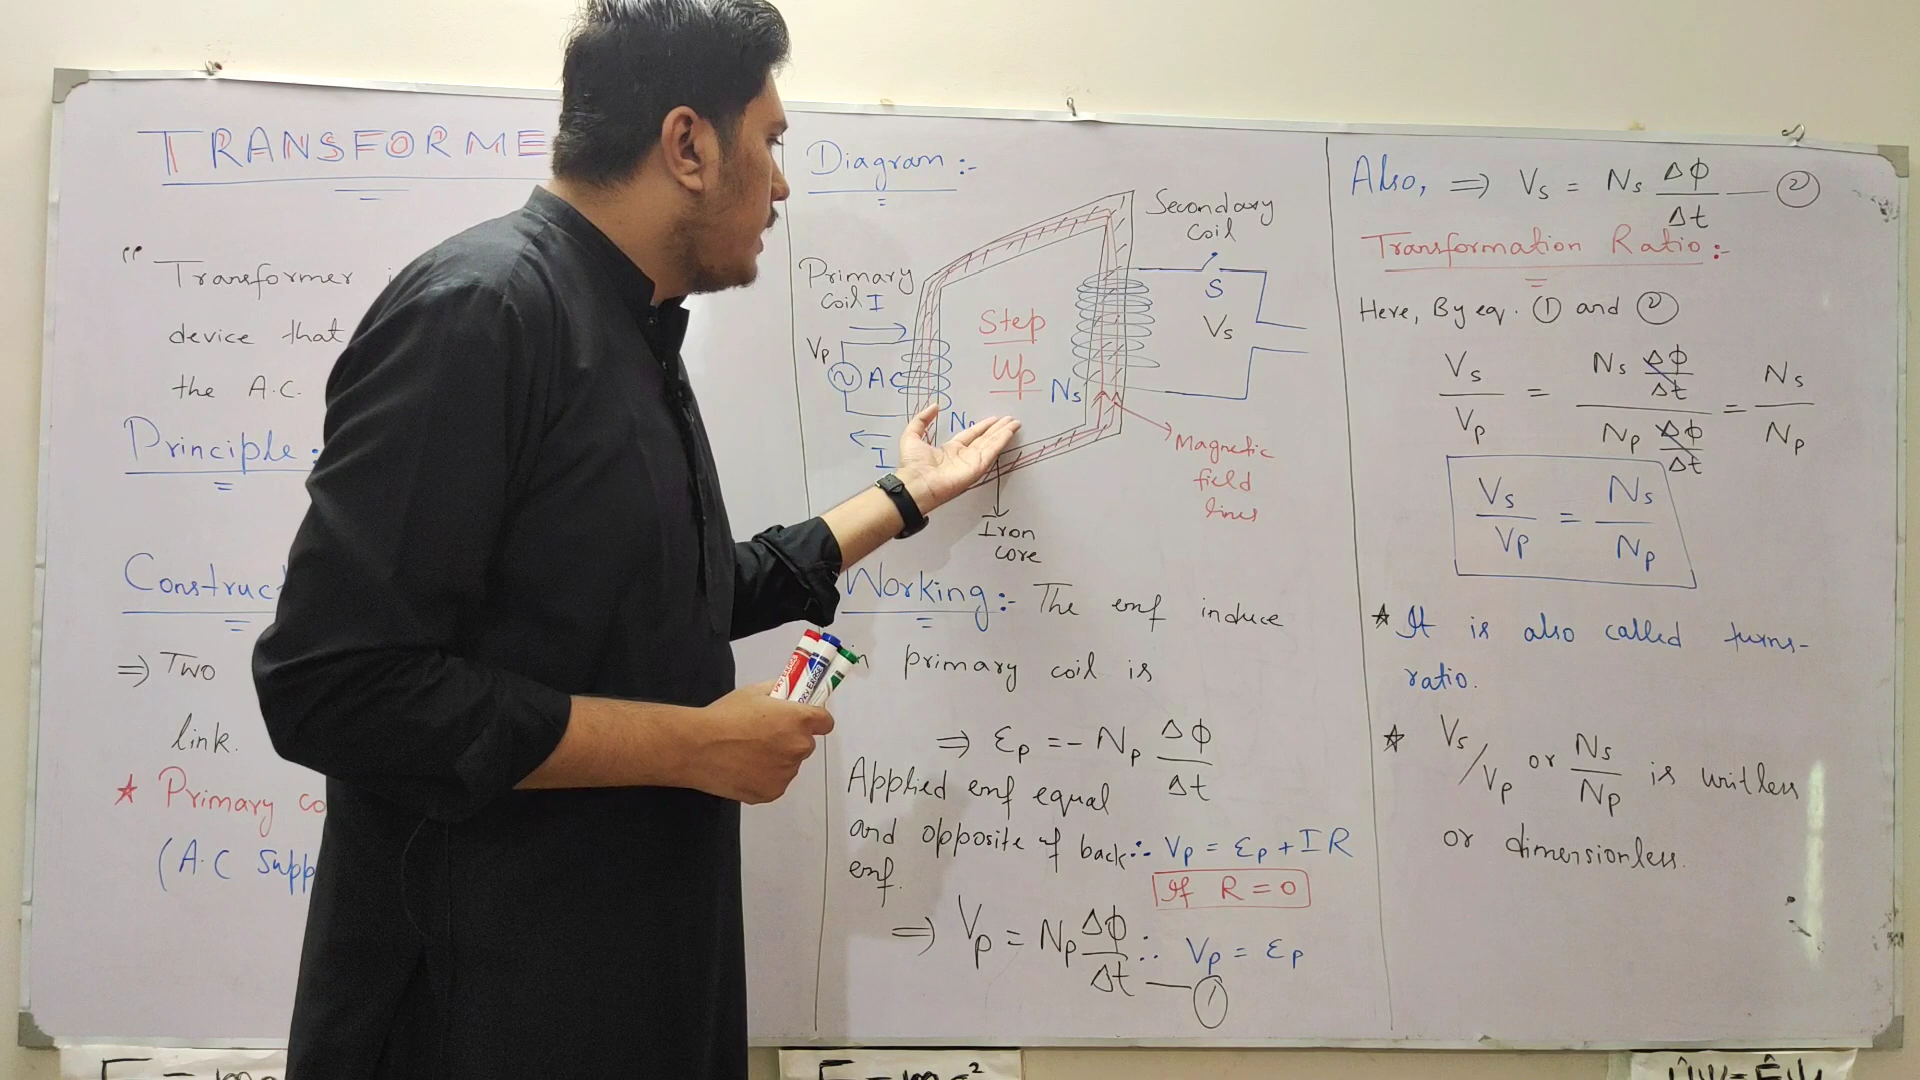 TRANSFORME
" Transformer i
device that
the A.C.
Principle :
Construct
⇒ Two
link.
★ Primary co
(A.C Supp
Diagram :-
Primary
coil I
Vp
AC
I
Step
Up
Ns
Secondary
coil
S
Vs
Magnetic
field
lines
Iron
core
Working :- The emf induce
primary coil is
⇒ Ɛp = - Np Δφ/Δt
Applied emf equal
and opposite of back
emf.
∴ Vp = Ɛp + IR
If R = 0
⇒ Vp = Np Δφ/Δt — ①
∴ Vp = Ɛp
Also, ⇒ Vs = Ns Δφ/Δt — ②
Transformation Ratio :-
Here, By eq. ① and ②
Vs/Vp = Ns Δφ/Δt / Np Δφ/Δt = Ns/Np
Vs/Vp = Ns/Np
★ It is also called turns-
ratio.
★ Vs/Vp or Ns/Np is unitless
or dimensionless.